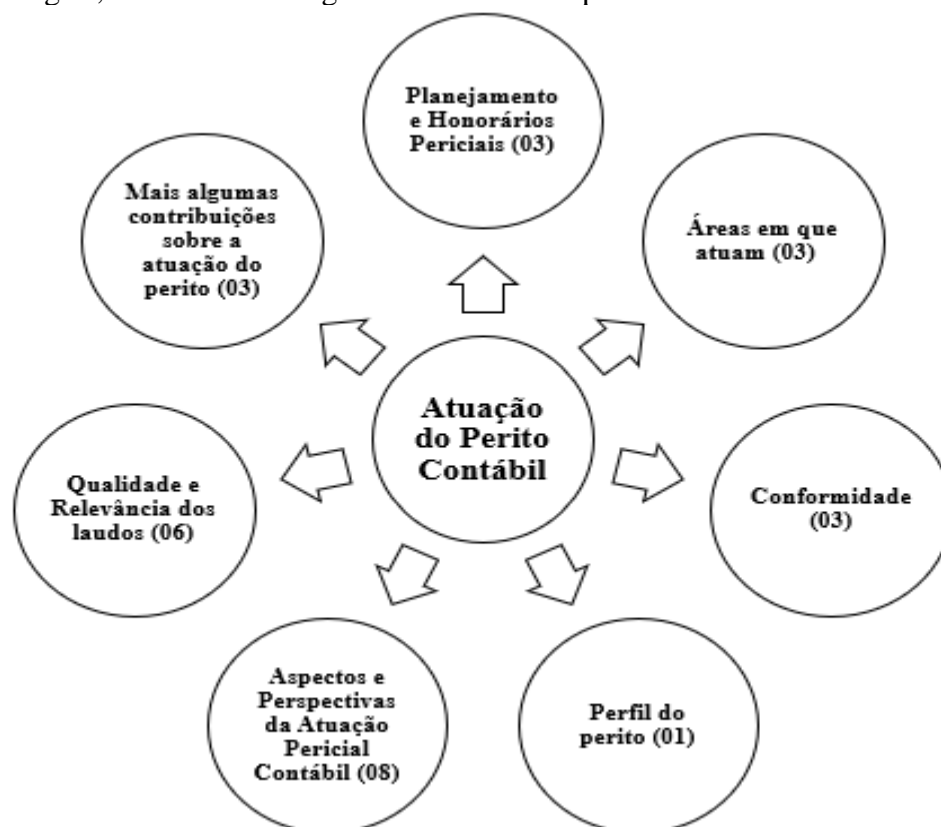 Planejamento
e Honorários
Periciais (03)
Mais algumas
contribuições
sobre a
atuação do
perito (03)
Áreas em que
atuam (03)
Atuação
do Perito
Contábil
Qualidade e
Relevância dos
laudos (06)
Conformidade
(03)
Aspectos e
Perspectivas
da Atuação
Pericial
Contábil (08)
Perfil do
perito (01)